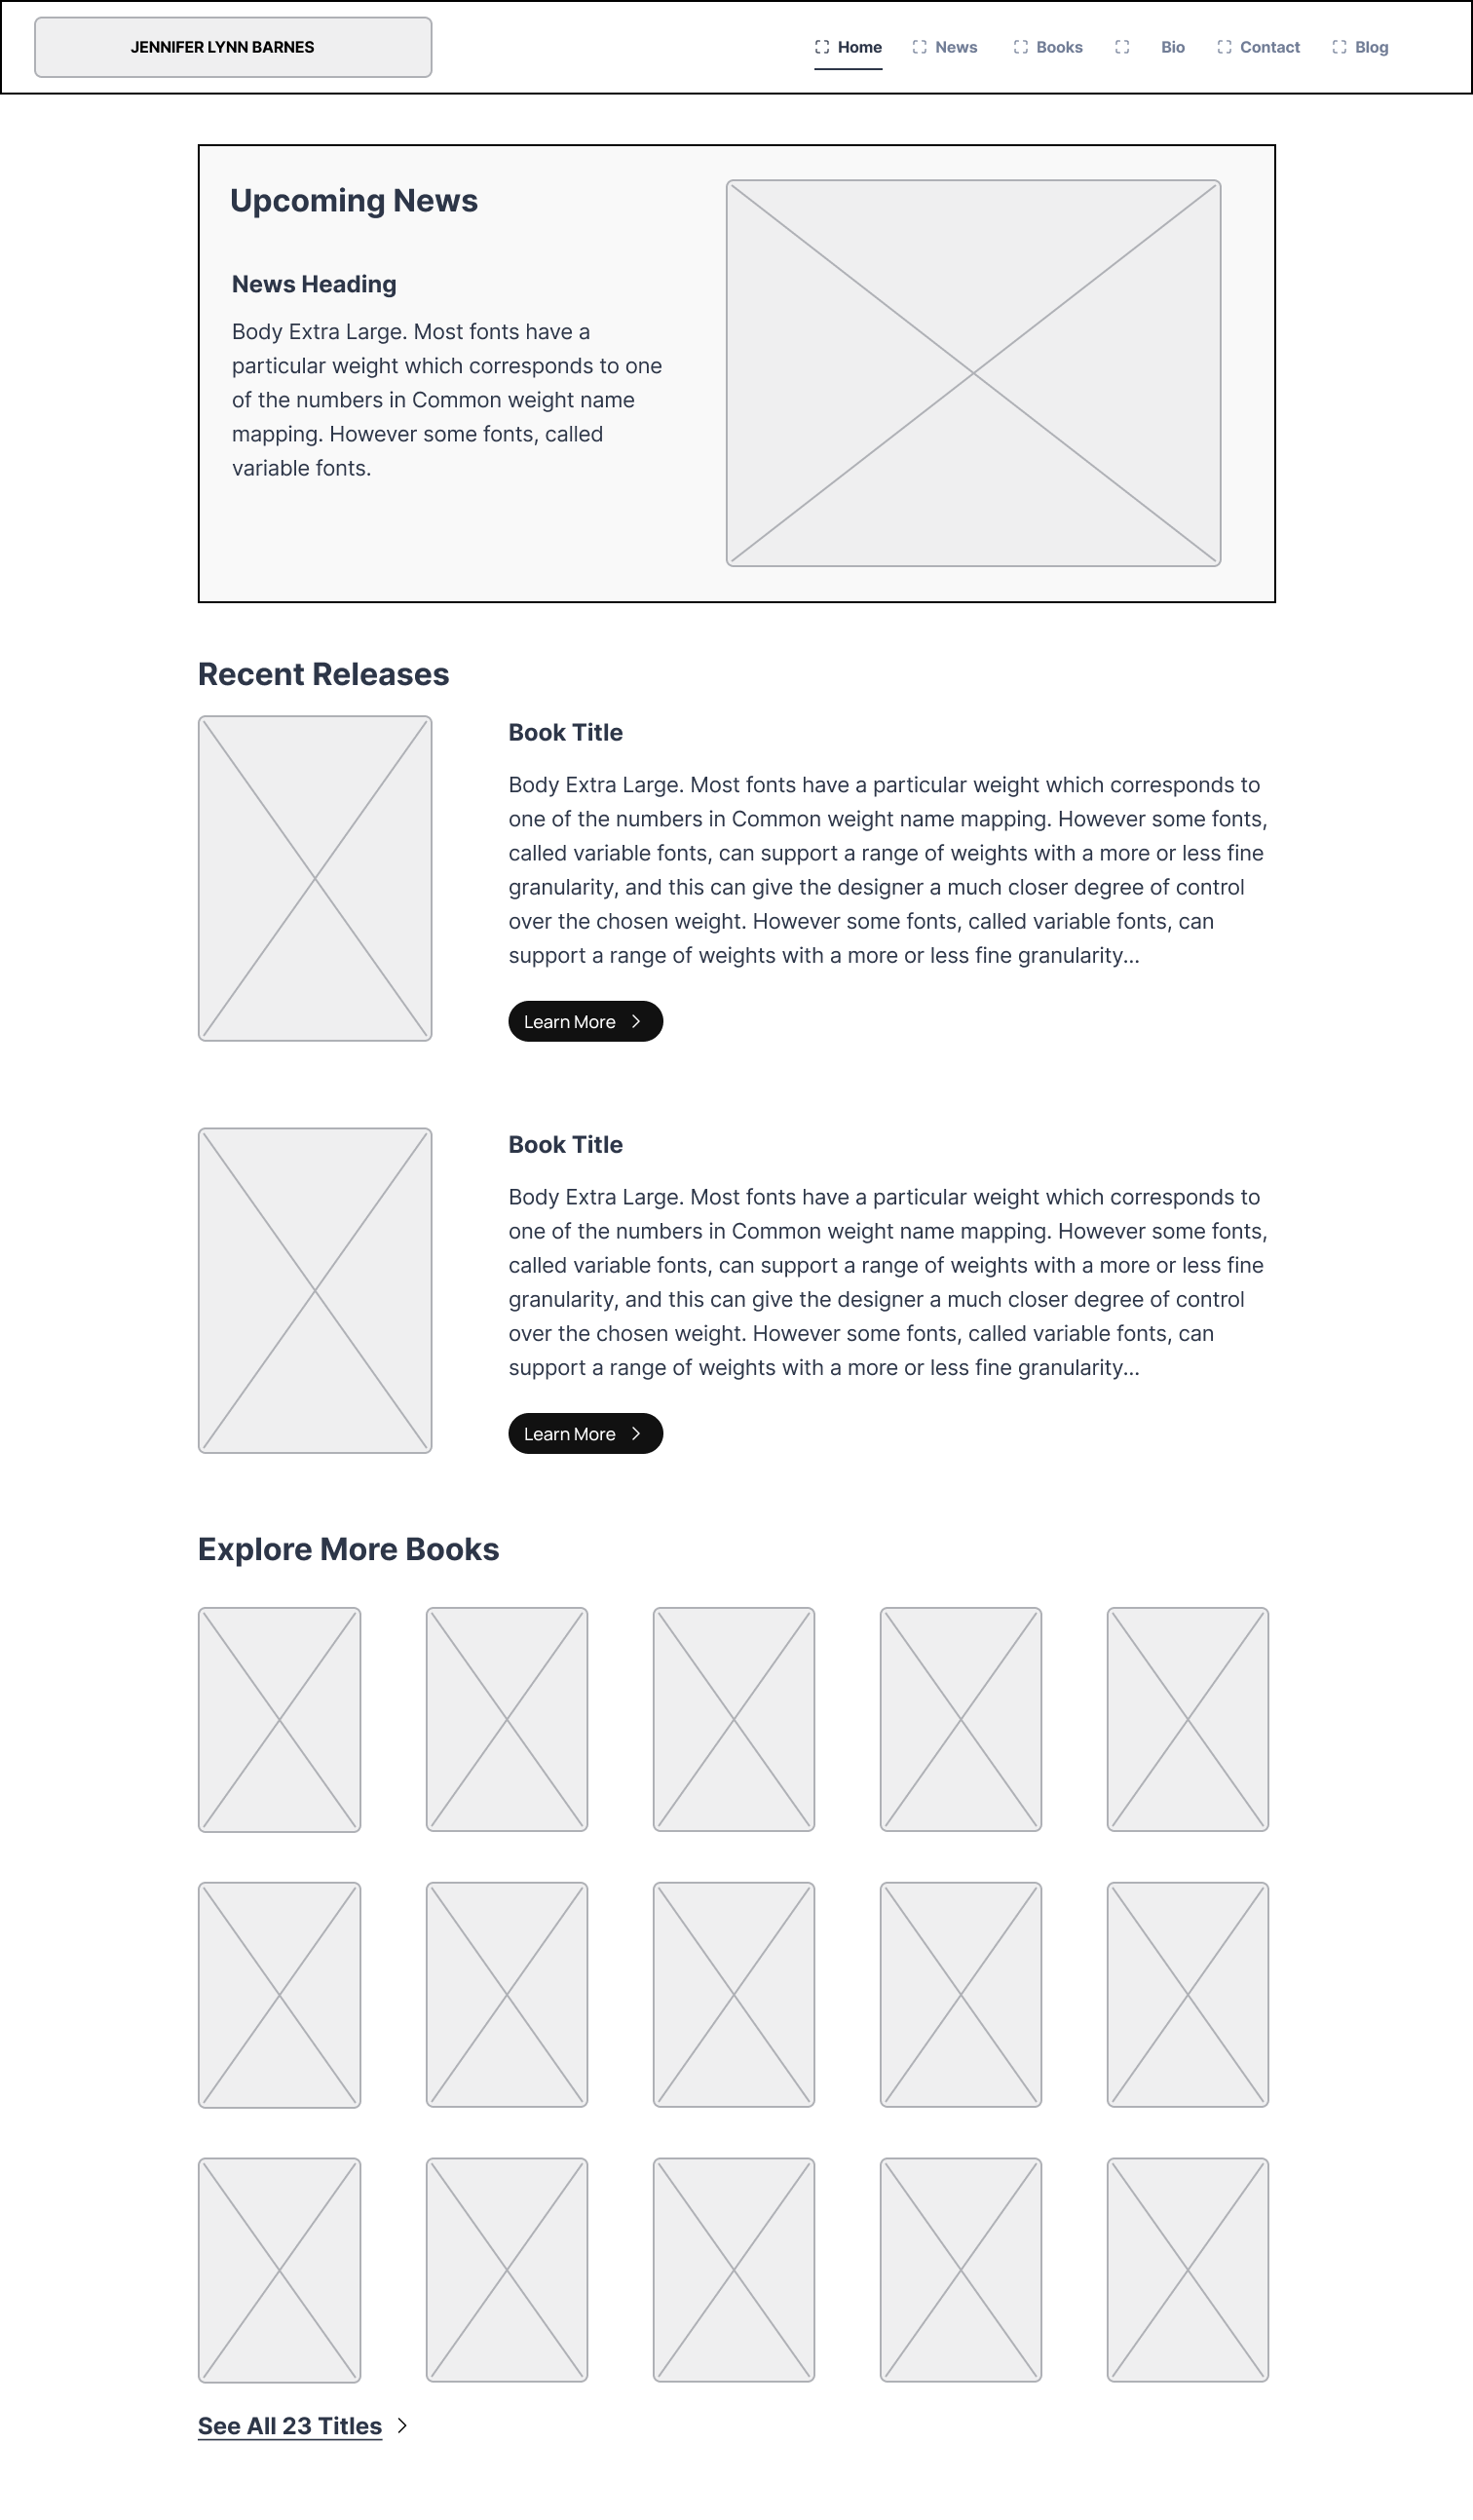 JENNIFER LYNN BARNES
Home News Books Bio Contact Blog
Upcoming News
News Heading
Body Extra Large. Most fonts have a
particular weight which corresponds to one
of the numbers in Common weight name
mapping. However some fonts, called
variable fonts.
Recent Releases
Book Title
Body Extra Large. Most fonts have a particular weight which corresponds to
one of the numbers in Common weight name mapping. However some fonts,
called variable fonts, can support a range of weights with a more or less fine
granularity, and this can give the designer a much closer degree of control
over the chosen weight. However some fonts, called variable fonts, can
support a range of weights with a more or less fine granularity...
Learn More
Book Title
Body Extra Large. Most fonts have a particular weight which corresponds to
one of the numbers in Common weight name mapping. However some fonts,
called variable fonts, can support a range of weights with a more or less fine
granularity, and this can give the designer a much closer degree of control
over the chosen weight. However some fonts, called variable fonts, can
support a range of weights with a more or less fine granularity...
Learn More
Explore More Books
See All 23 Titles